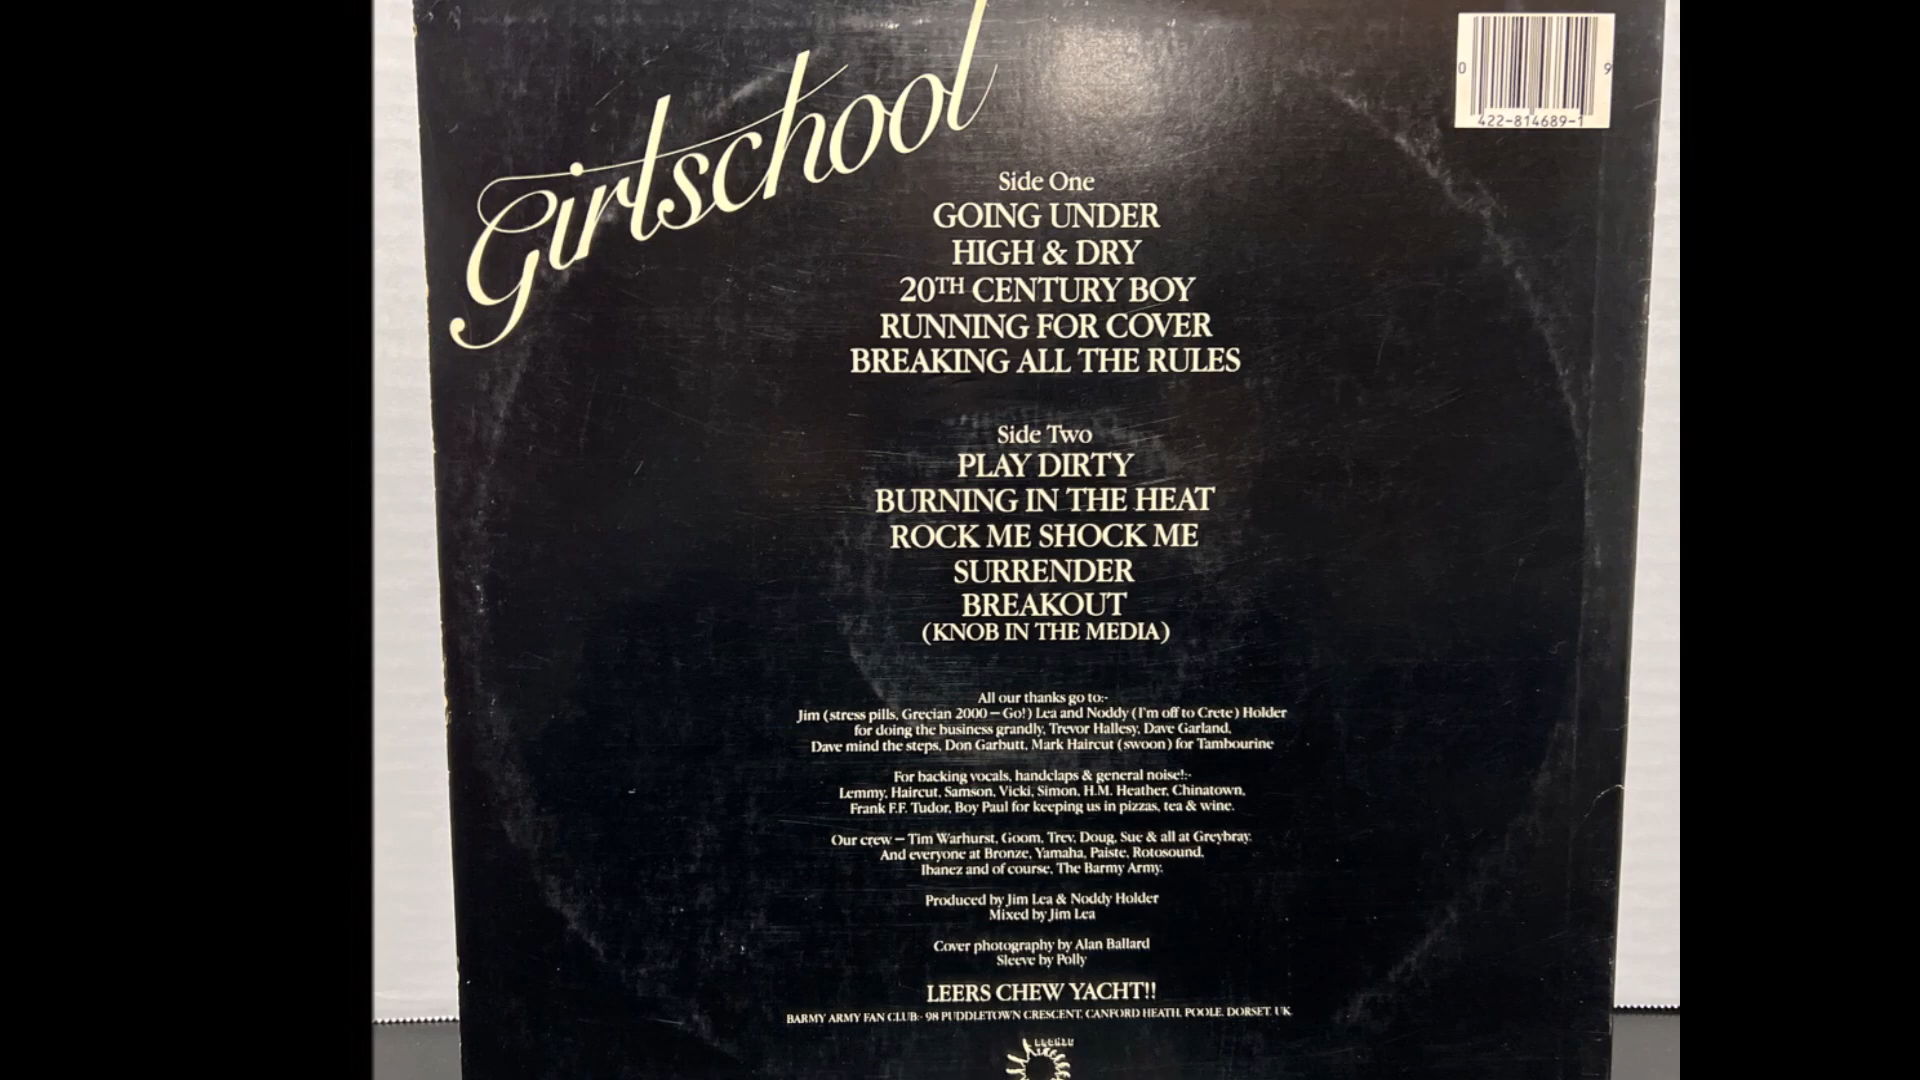 Girlschool
0
9
422-814689-1
Side One
GOING UNDER
HIGH & DRY
20TH CENTURY BOY
RUNNING FOR COVER
BREAKING ALL THE RULES
Side Two
PLAY DIRTY
BURNING IN THE HEAT
ROCK ME SHOCK ME
SURRENDER
BREAKOUT
(KNOB IN THE MEDIA)
All our thanks go to:-
Jim (stress pills, Grecian 2000 — Go!) Lea and Noddy (I'm off to Crete) Holder
for doing the business grandly, Trevor Hallesy, Dave Garland,
Dave mind the steps, Don Garbutt, Mark Haircut (swoon) for Tambourine
For backing vocals, handclaps & general noise!:-
Lemmy, Haircut, Samson, Vicki, Simon, H.M. Heather, Chinatown,
Frank F.F. Tudor, Boy Paul for keeping us in pizzas, tea & wine.
Our crew — Tim Warhurst, Goom, Trev, Doug, Sue & all at Greybray.
And everyone at Bronze, Yamaha, Paiste, Rotosound,
Ibanez and of course, The Barmy Army.
Produced by Jim Lea & Noddy Holder
Mixed by Jim Lea
Cover photography by Alan Ballard
Sleeve by Polly
LEERS CHEW YACHT!!
BARMY ARMY FAN CLUB:- 98 PUDDLETOWN CRESCENT, CANFORD HEATH, POOLE, DORSET, UK